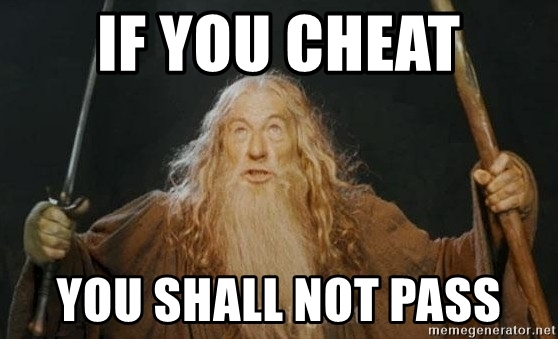 IF YOU CHEAT
YOU SHALL NOT PASS
memegenerator.net